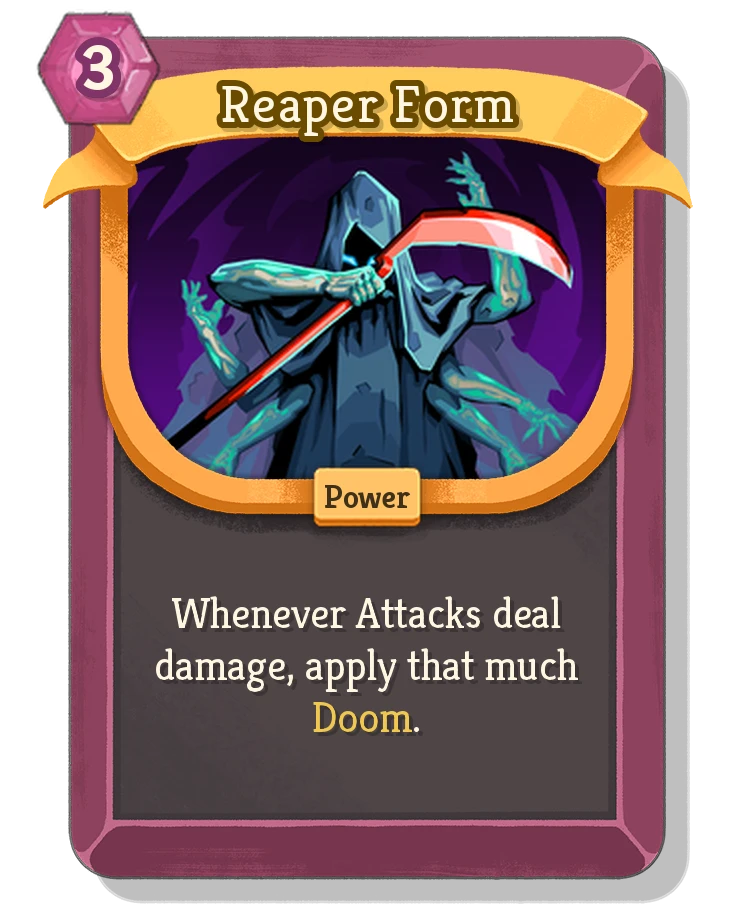 3
Reaper Form
Power
Whenever Attacks deal
damage, apply that much
Doom.